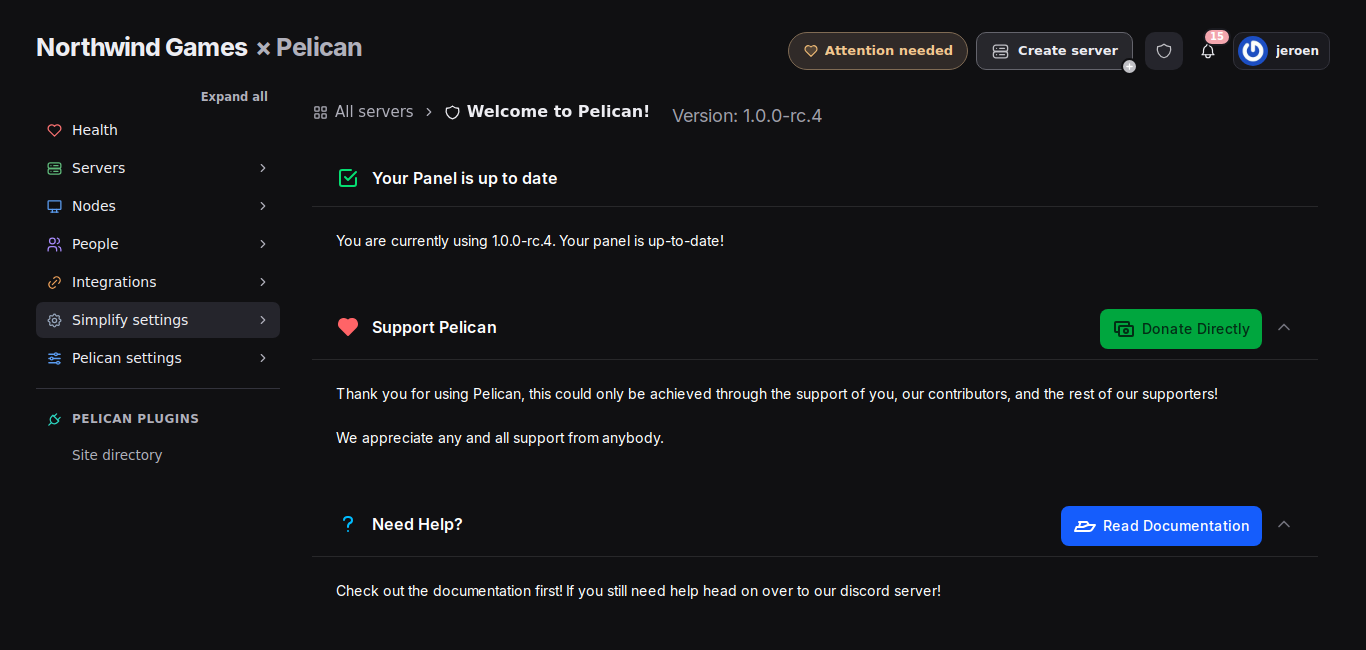 Northwind Games × Pelican
Attention needed
Create server
15
jeroen
Expand all
Health
Servers
Nodes
People
Integrations
Simplify settings
Pelican settings
PELICAN PLUGINS
Site directory
All servers
Welcome to Pelican!
Version: 1.0.0-rc.4
Your Panel is up to date
You are currently using 1.0.0-rc.4. Your panel is up-to-date!
Support Pelican
Donate Directly
Thank you for using Pelican, this could only be achieved through the support of you, our contributors, and the rest of our supporters!
We appreciate any and all support from anybody.
Need Help?
Read Documentation
Check out the documentation first! If you still need help head on over to our discord server!